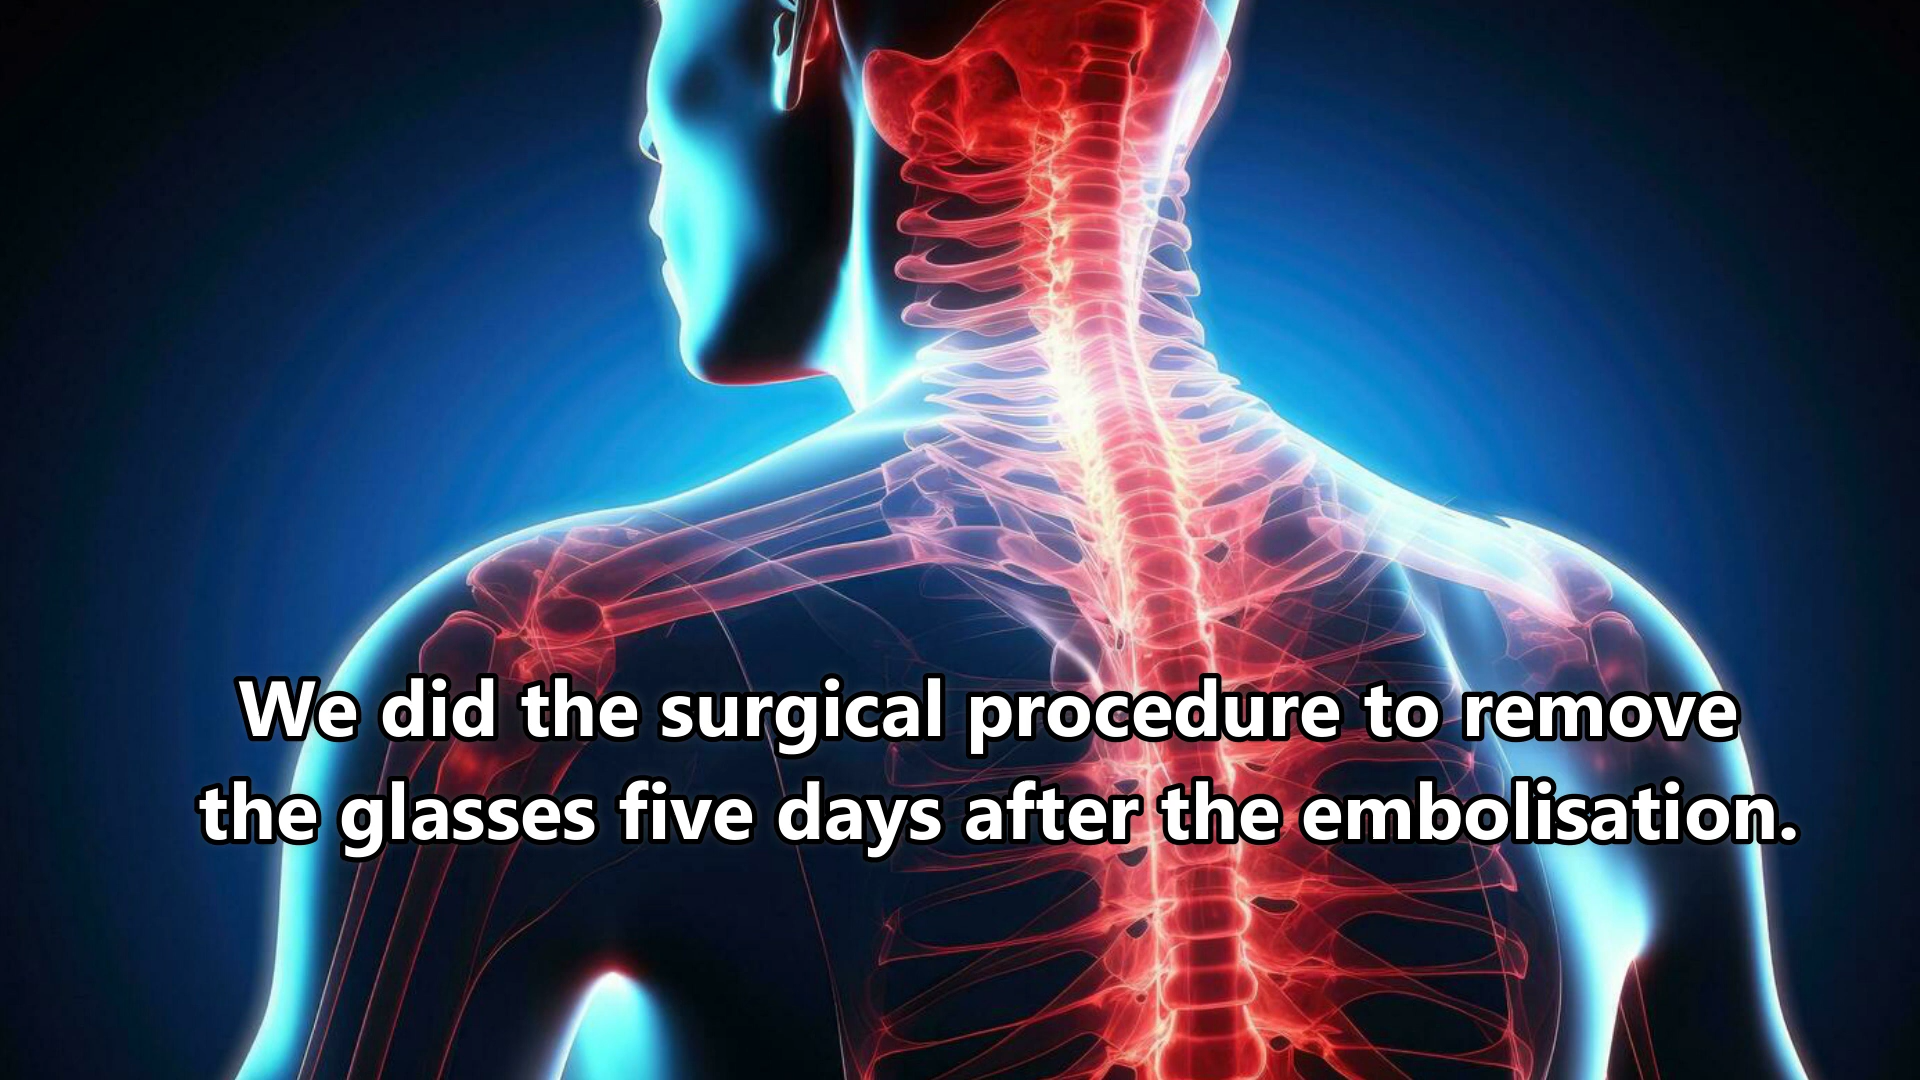 We did the surgical procedure to remove
the glasses five days after the embolisation.